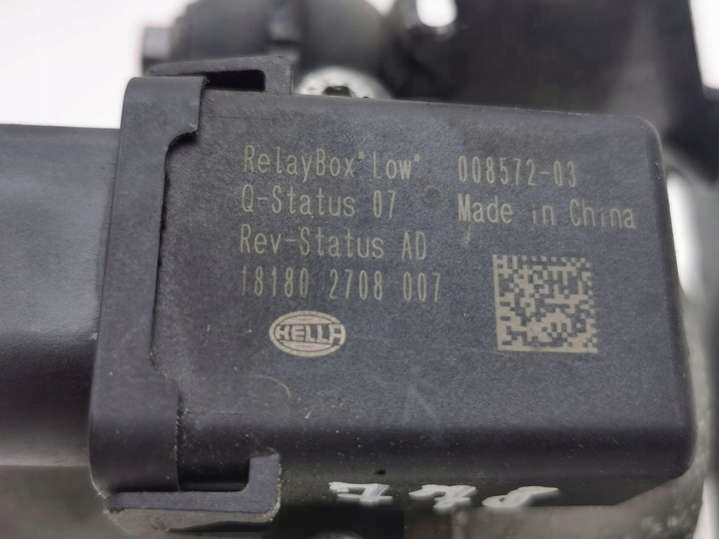 RelayBox"Low" 008572-03
Q-Status 07 Made in China
Rev-Status AD
18180 2708 007
HELLA